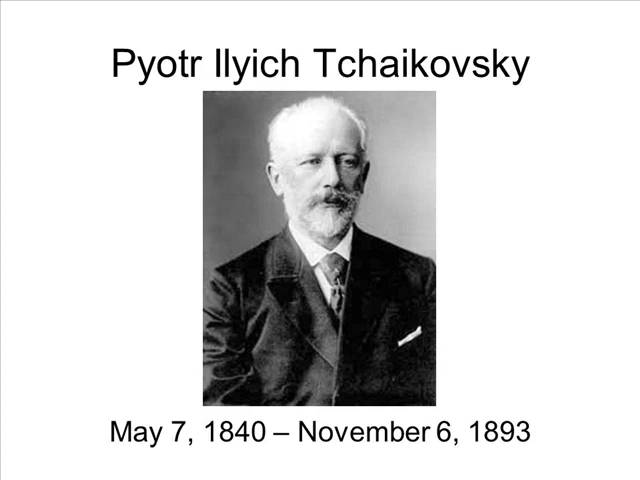 Pyotr Ilyich Tchaikovsky
May 7, 1840 – November 6, 1893